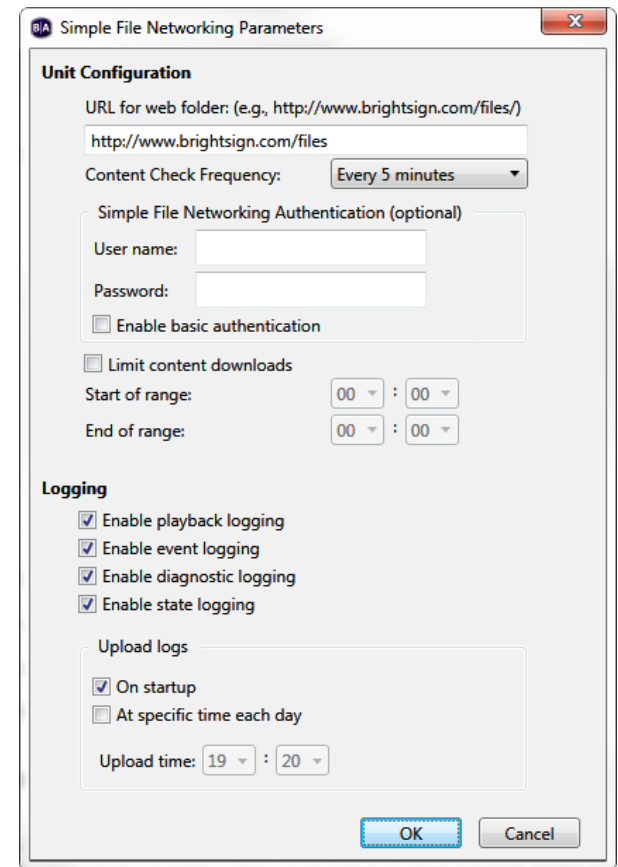 B|A Simple File Networking Parameters X
Unit Configuration
URL for web folder: (e.g., http://www.brightsign.com/files/)
http://www.brightsign.com/files
Content Check Frequency: Every 5 minutes
Simple File Networking Authentication (optional)
User name:
Password:
Enable basic authentication
Limit content downloads
Start of range: 00 : 00
End of range: 00 : 00
Logging
Enable playback logging
Enable event logging
Enable diagnostic logging
Enable state logging
Upload logs
On startup
At specific time each day
Upload time: 19 : 20
OK Cancel